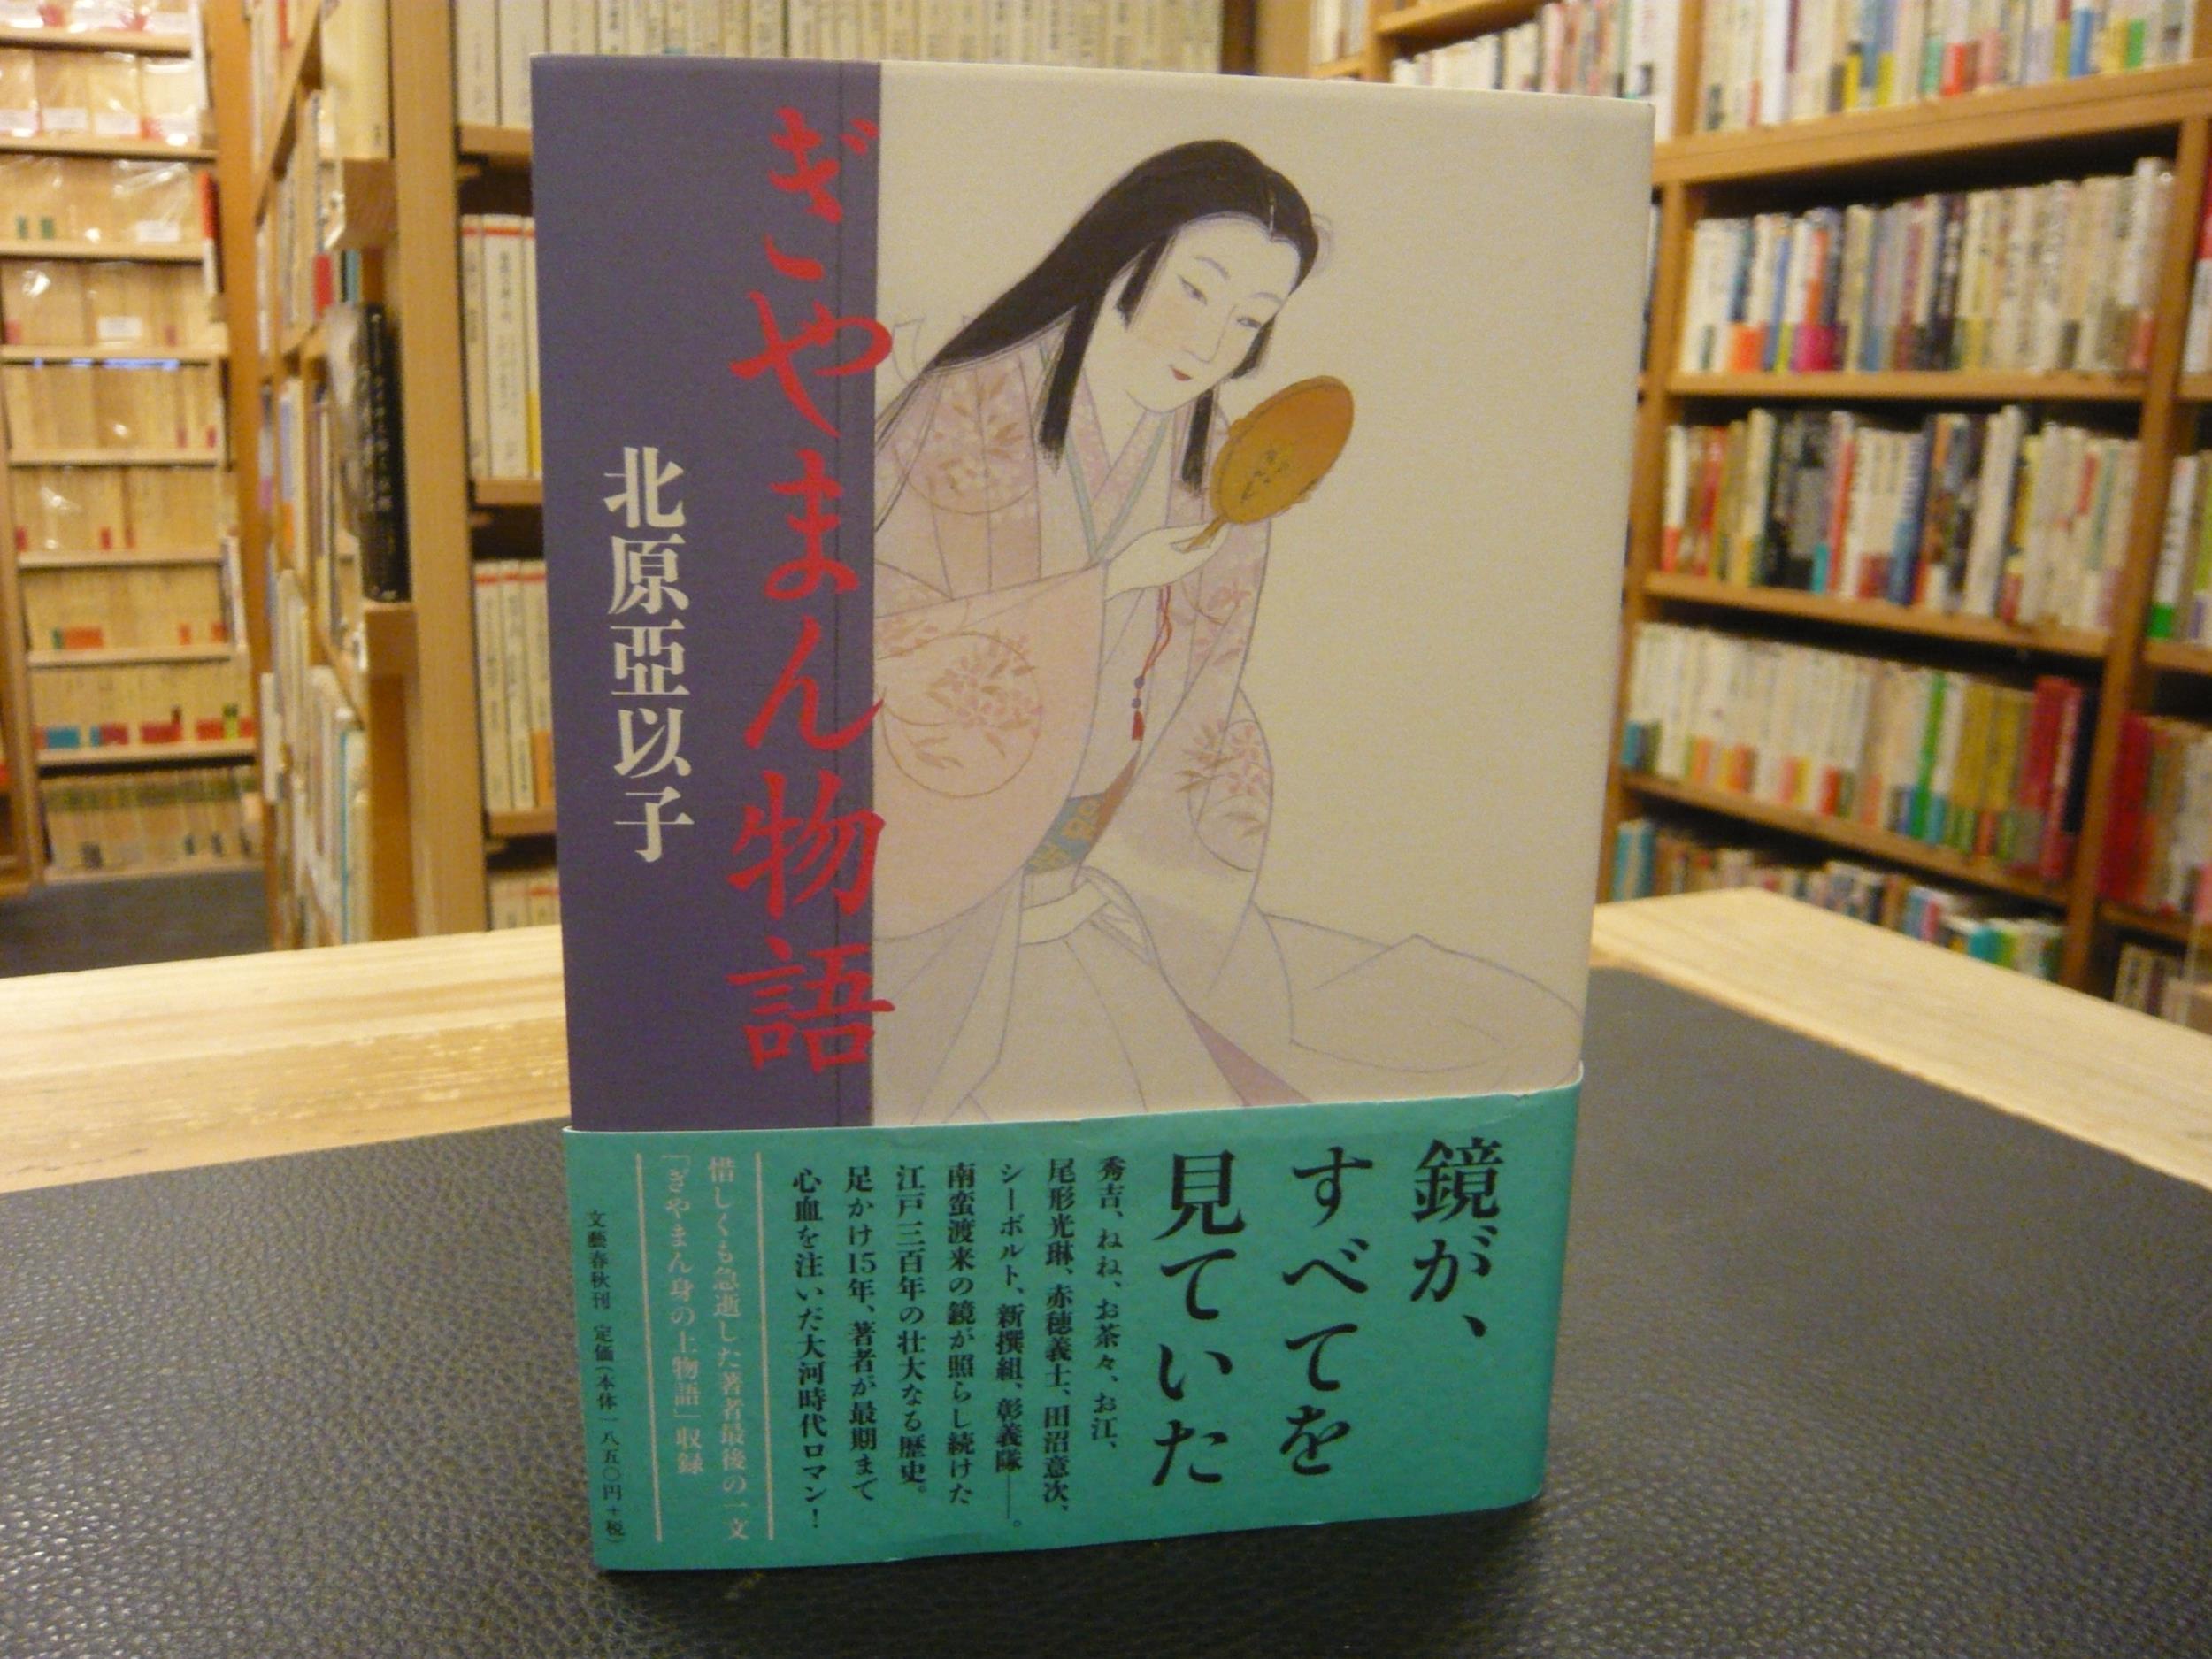 ぎやまん物語
北原亞以子
鏡が、
すべてを
見ていた
秀吉、ねね、お茶々、お江、
尾形光琳、赤穂義士、田沼意次、
シーボルト、新撰組、彰義隊――。
南蛮渡来の鏡が照らし続けた
江戸三百年の壮大なる歴史。
足かけ15年、著者が最期まで
心血を注いだ大河時代ロマン！
惜しくも急逝した著者最後の一文
「ぎやまん身の上物語」収録
文藝春秋刊 定価（本体一八五〇円＋税）